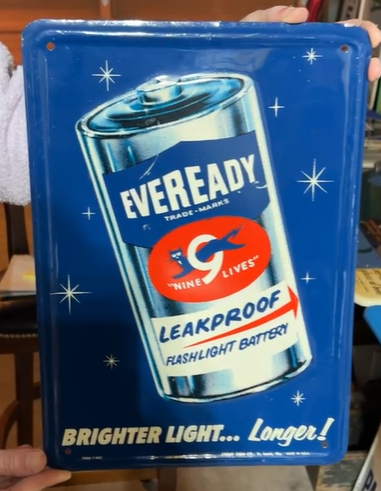 EVEREADY
TRADE-MARKS
9
"NINE LIVES"
LEAKPROOF
FLASHLIGHT BATTERY
BRIGHTER LIGHT... Longer!